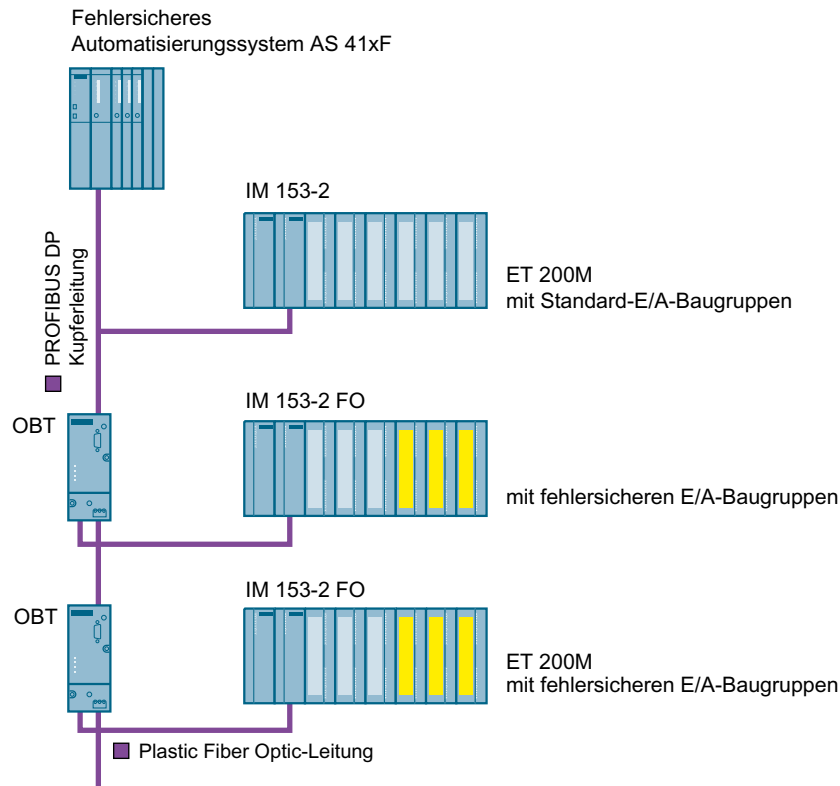 Fehlersicheres
Automatisierungssystem AS 41xF
IM 153-2
PROFIBUS DP
Kupferleitung
ET 200M
mit Standard-E/A-Baugruppen
OBT
IM 153-2 FO
mit fehlersicheren E/A-Baugruppen
OBT
IM 153-2 FO
ET 200M
mit fehlersicheren E/A-Baugruppen
Plastic Fiber Optic-Leitung